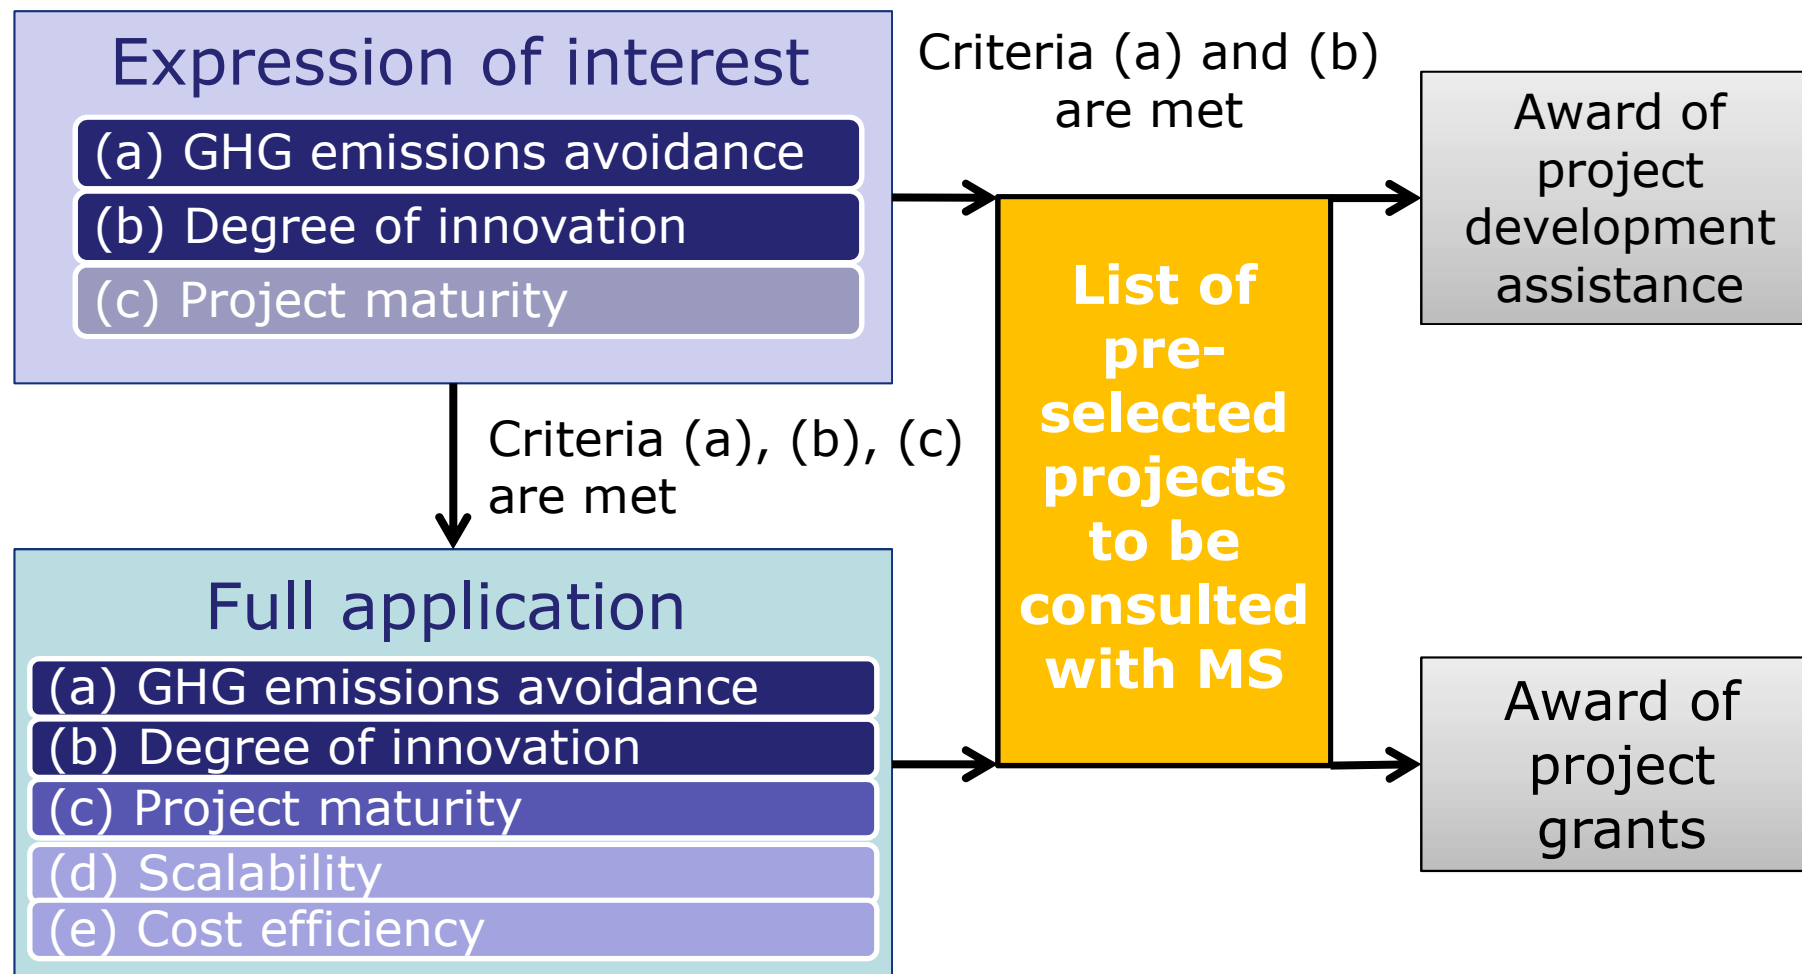 Expression of interest
(a) GHG emissions avoidance
(b) Degree of innovation
(c) Project maturity
Criteria (a) and (b)
are met
Award of
project
development
assistance
Criteria (a), (b), (c)
are met
List of
pre-
selected
projects
to be
consulted
with MS
Full application
(a) GHG emissions avoidance
(b) Degree of innovation
(c) Project maturity
(d) Scalability
(e) Cost efficiency
Award of
project
grants